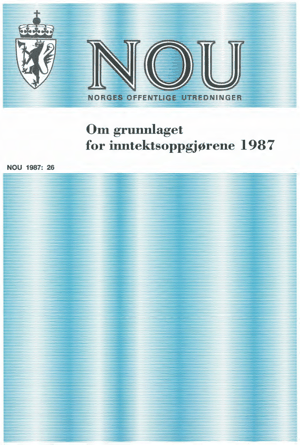 NOU
NORGES OFFENTLIGE UTREDNINGER
Om grunnlaget
for inntektsoppgjørene 1987
NOU 1987: 26